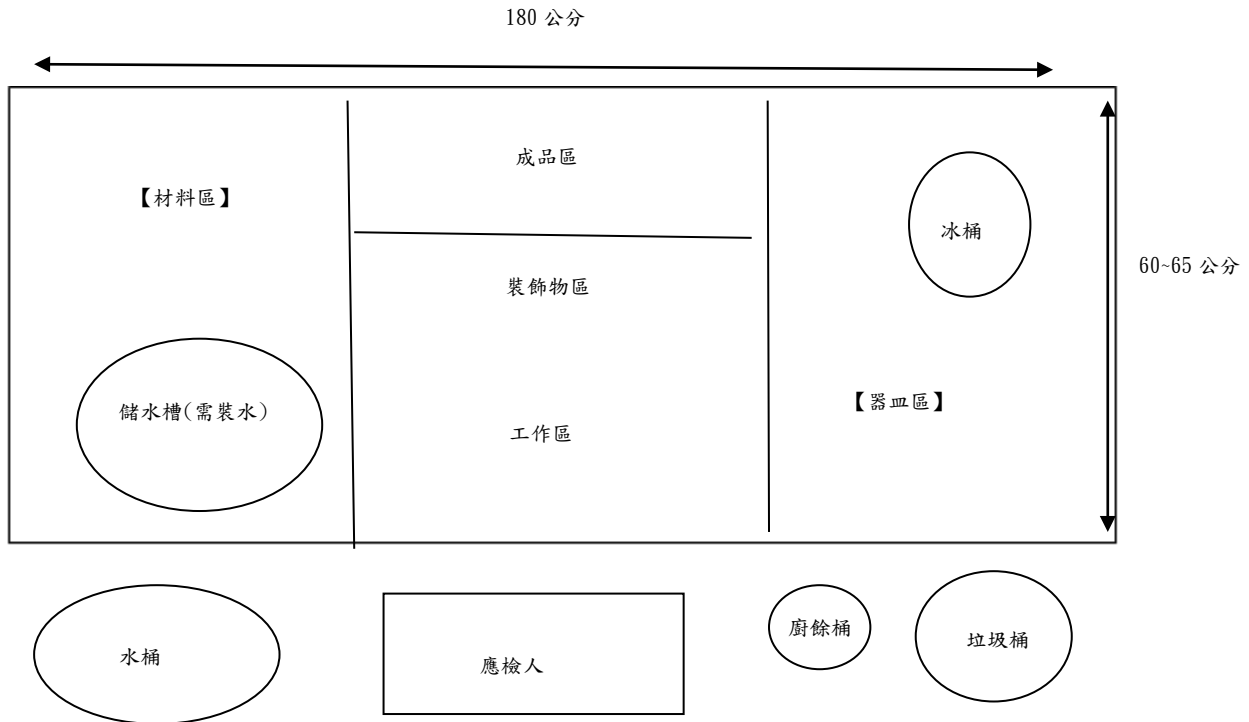 180 公分
成品區
【材料區】
冰桶
60~65 公分
裝飾物區
儲水槽(需裝水)
【器皿區】
工作區
水桶
應檢人
廚餘桶
垃圾桶